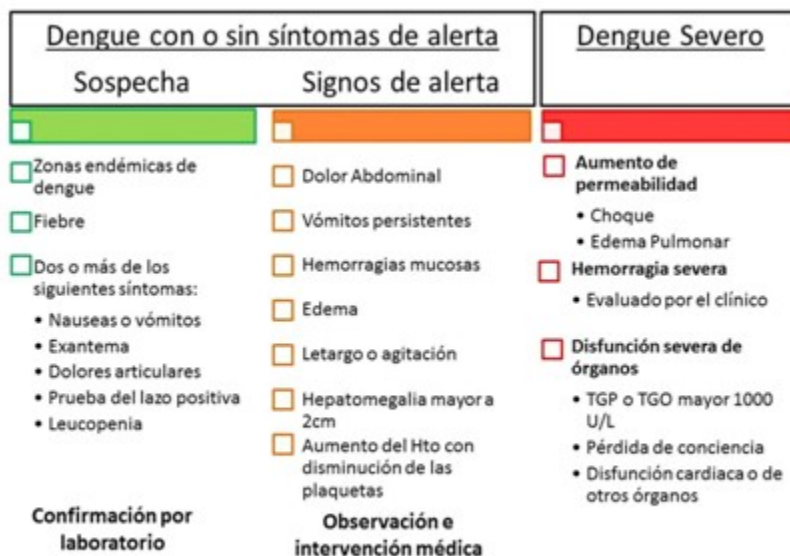 Dengue con o sin síntomas de alerta
Sospecha
Signos de alerta
Dengue Severo
Zonas endémicas de
dengue
Fiebre
Dos o más de los
siguientes síntomas:
• Nauseas o vómitos
• Exantema
• Dolores articulares
• Prueba del lazo positiva
• Leucopenia
Confirmación por
laboratorio
Dolor Abdominal
Vómitos persistentes
Hemorragias mucosas
Edema
Letargo o agitación
Hepatomegalia mayor a
2cm
Aumento del Hto con
disminución de las
plaquetas
Observación e
intervención médica
Aumento de
permeabilidad
• Choque
• Edema Pulmonar
Hemorragia severa
• Evaluado por el clínico
Disfunción severa de
órganos
• TGP o TGO mayor 1000
U/L
• Pérdida de conciencia
• Disfunción cardiaca o de
otros órganos